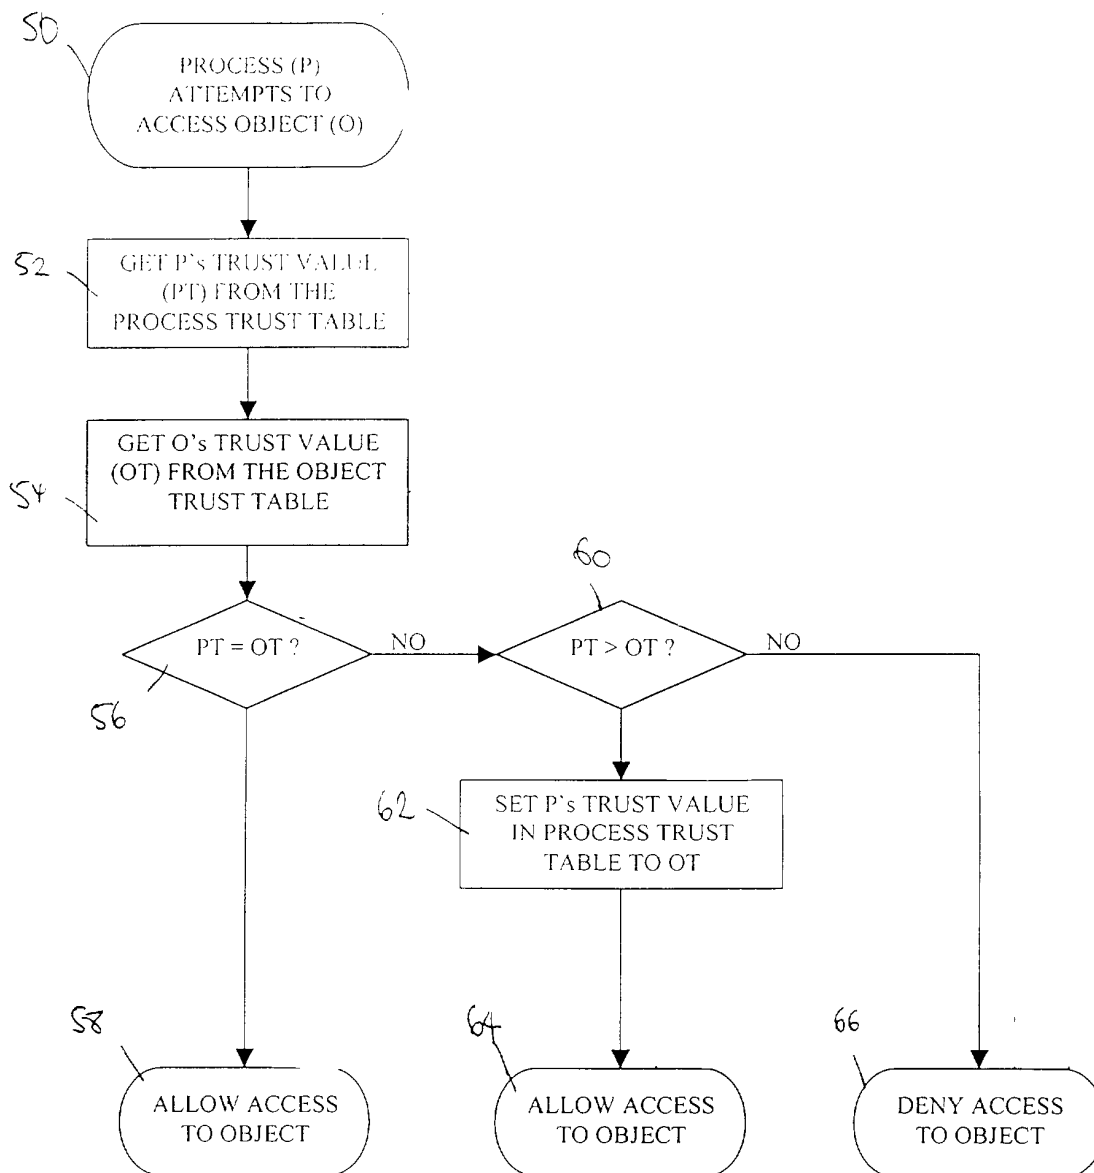 50
PROCESS (P)
ATTEMPTS TO
ACCESS OBJECT (O)
52
GET P's TRUST VALUE
(PT) FROM THE
PROCESS TRUST TABLE
GET O's TRUST VALUE
(OT) FROM THE OBJECT
TRUST TABLE
54
60
PT = OT ?
NO
PT > OT ?
NO
56
62
SET P's TRUST VALUE
IN PROCESS TRUST
TABLE TO OT
58
64
66
ALLOW ACCESS
TO OBJECT
ALLOW ACCESS
TO OBJECT
DENY ACCESS
TO OBJECT